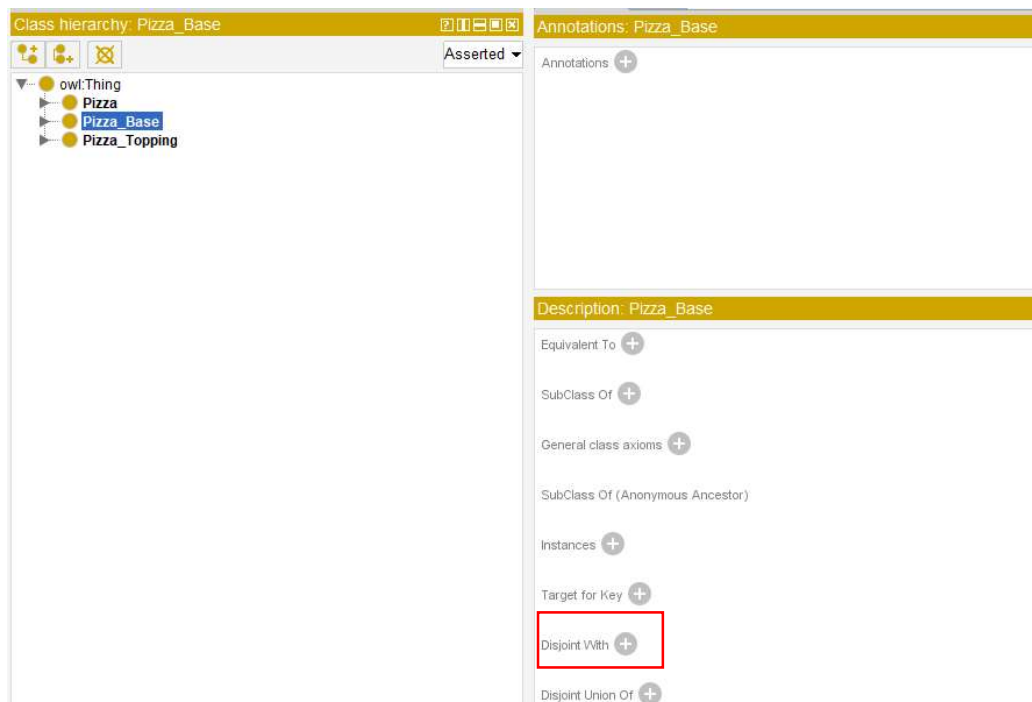 Class hierarchy: Pizza_Base
Asserted
owl:Thing
Pizza
Pizza_Base
Pizza_Topping
Annotations: Pizza_Base
Annotations
Description: Pizza_Base
Equivalent To
SubClass Of
General class axioms
SubClass Of (Anonymous Ancestor)
Instances
Target for Key
Disjoint With
Disjoint Union Of